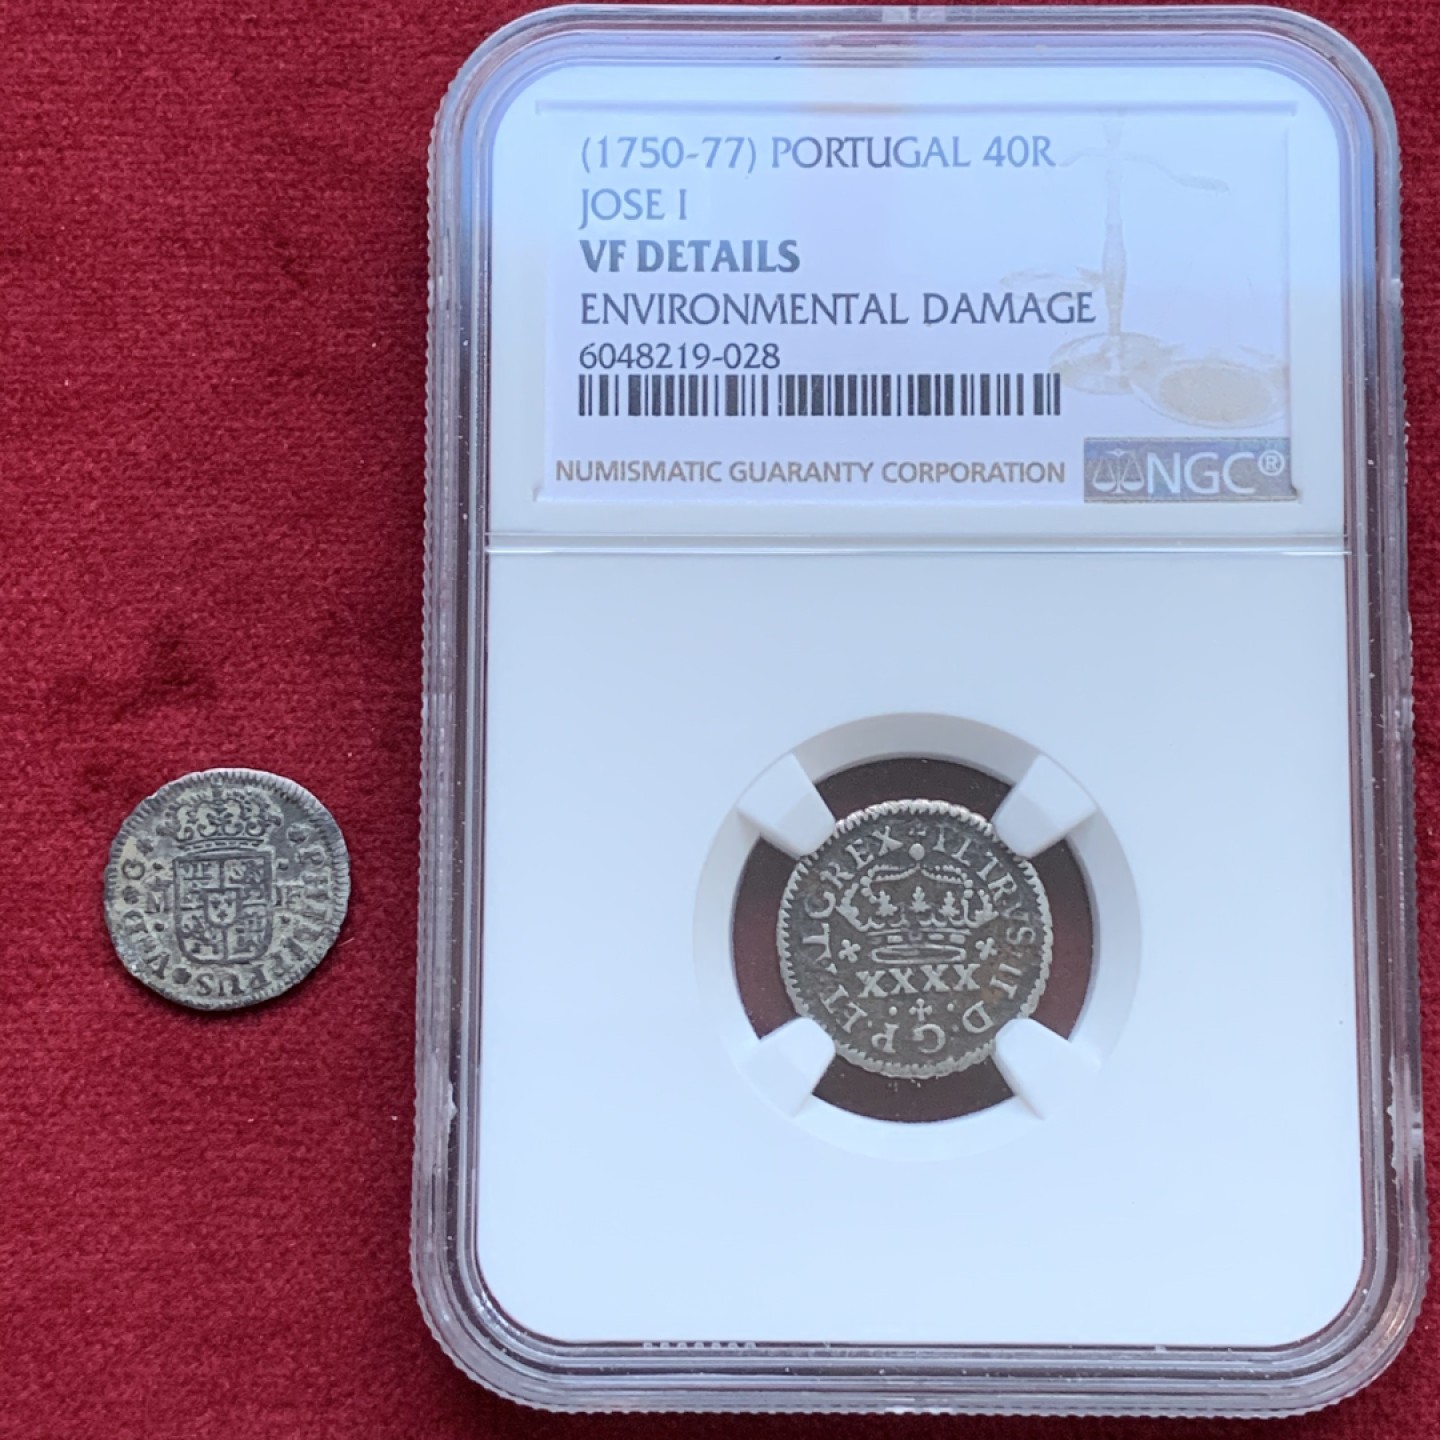 (1750-77) PORTUGAL 40R
JOSE I
VF DETAILS
ENVIRONMENTAL DAMAGE
6048219-028
NUMISMATIC GUARANTY CORPORATION
NGC®
PETRVS·II·D·G·P·ET·ALG·REX
XXXX
PHILIPPUS·V·D·G
M